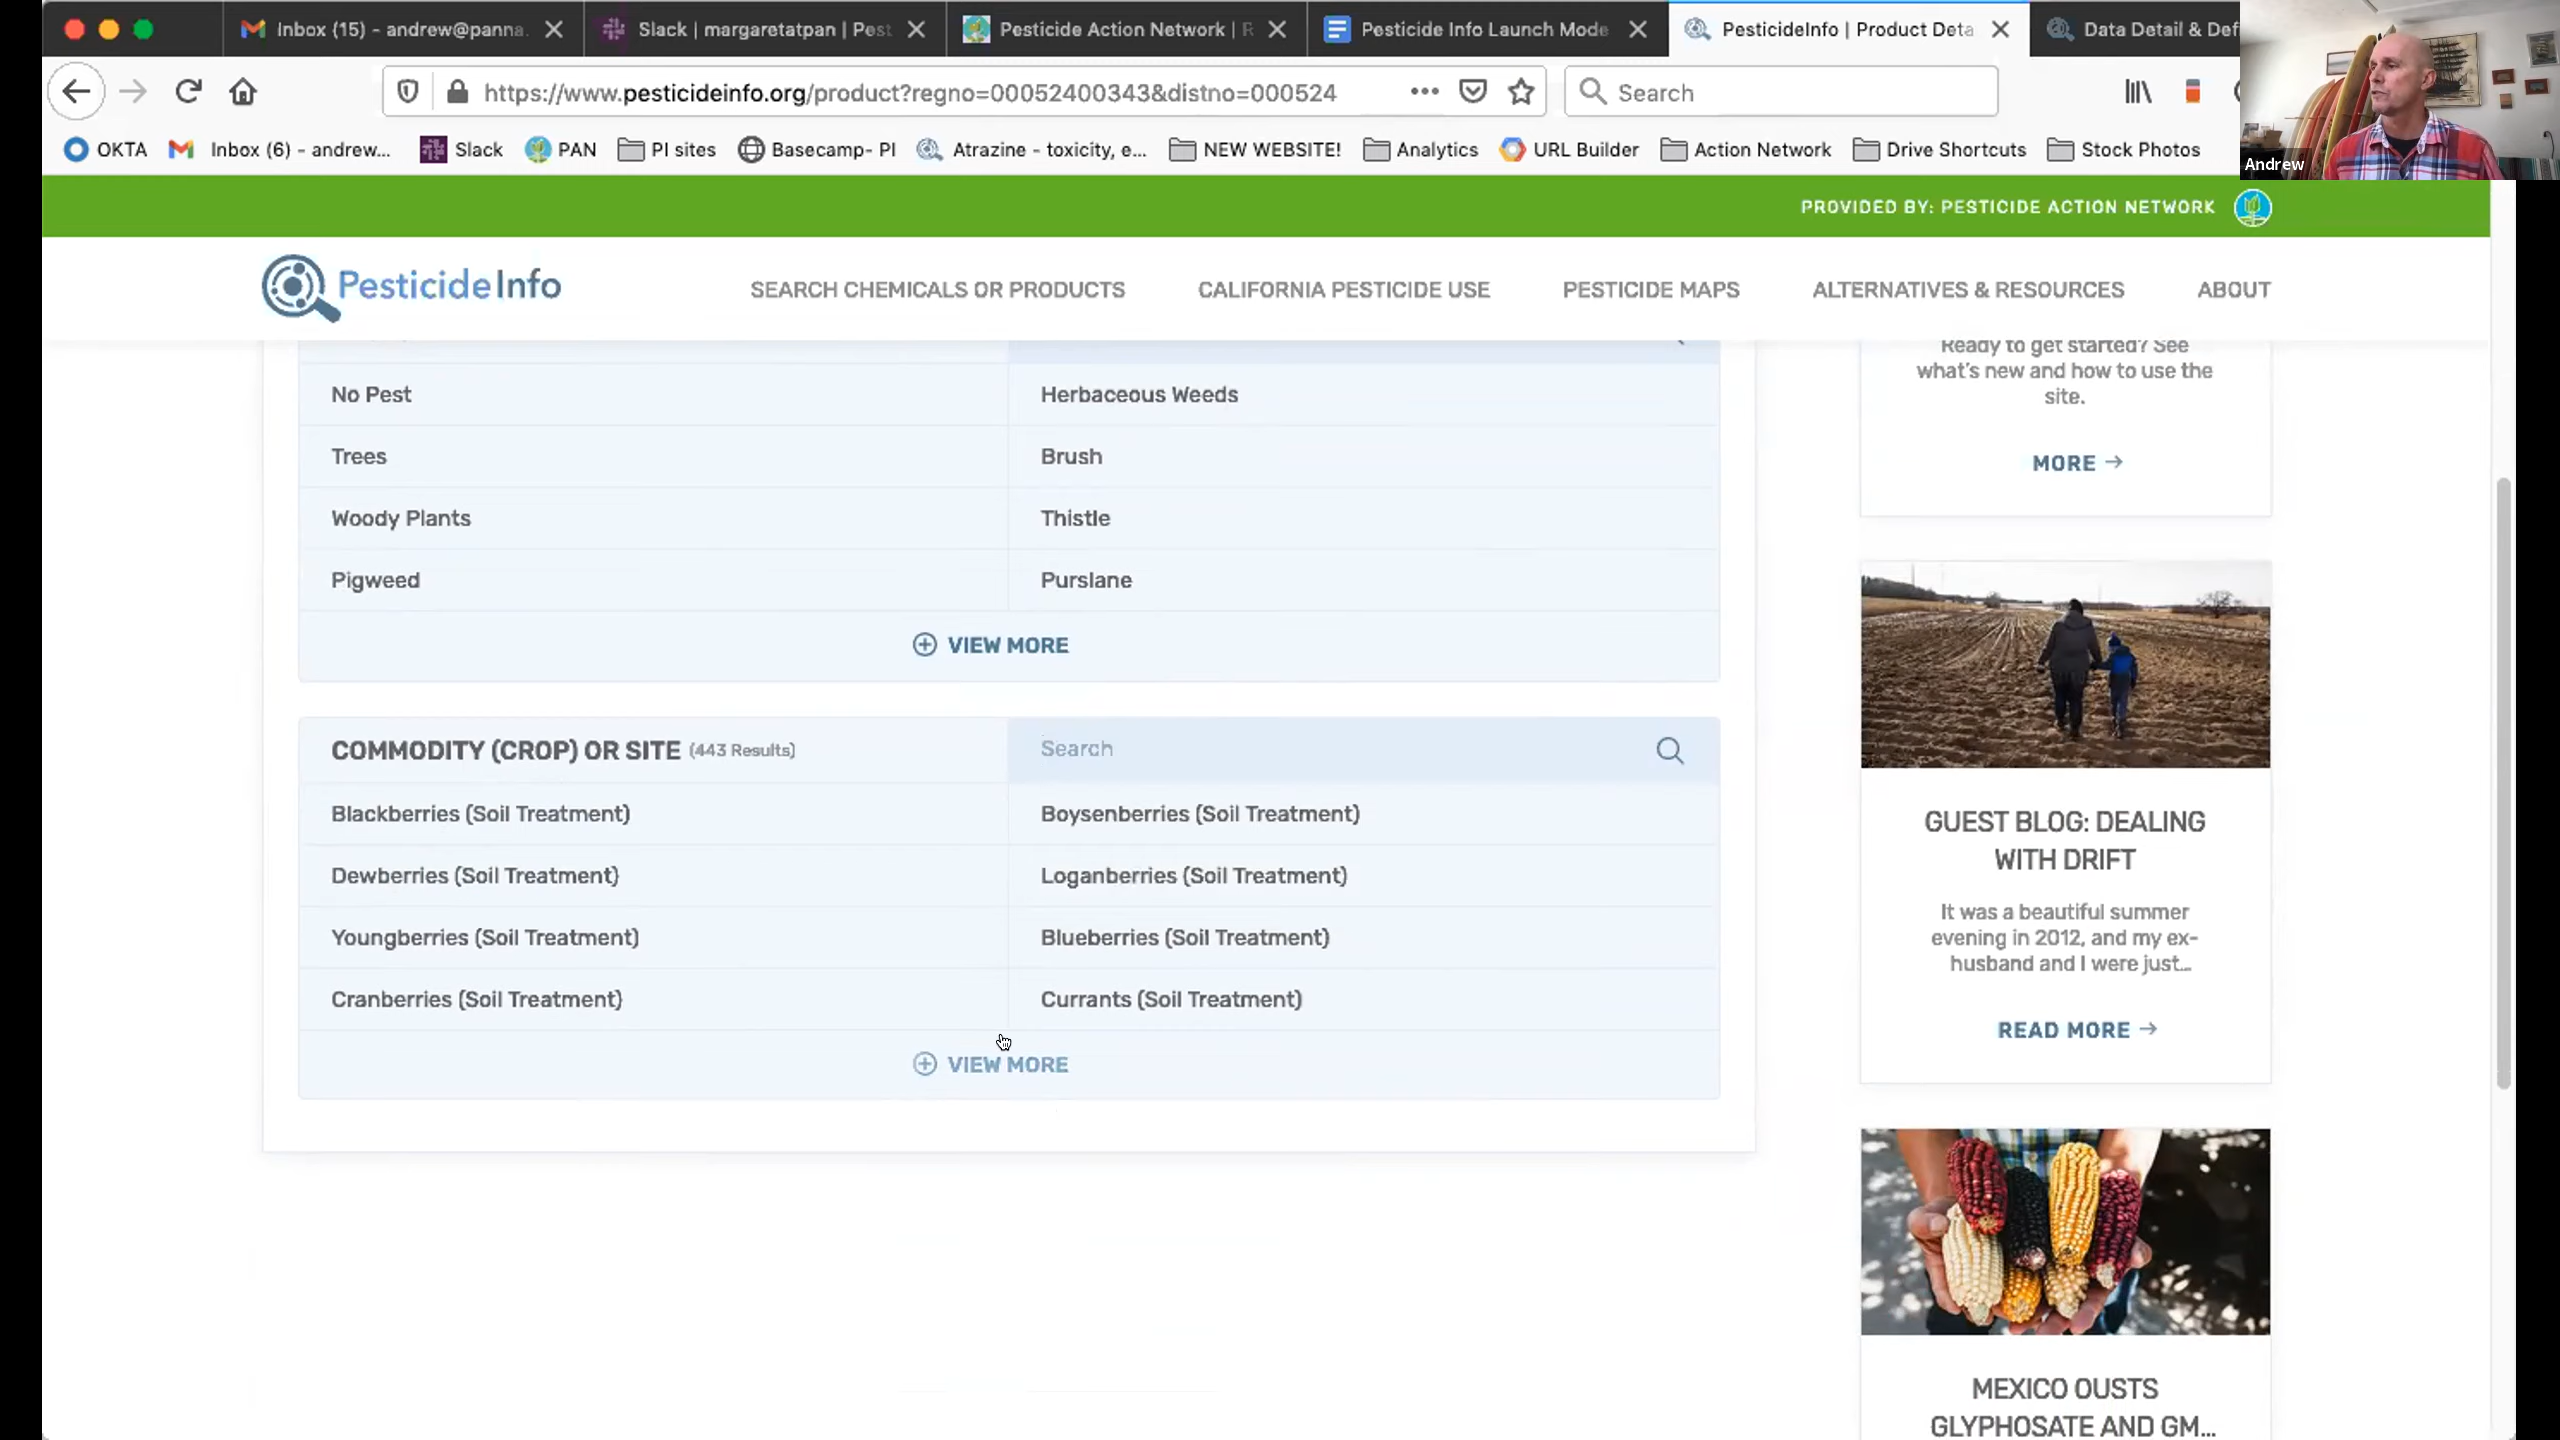 Inbox (15) - andrew@panna.
Slack | margaretatpan | Pest
Pesticide Action Network | R
Pesticide Info Launch Mode
PesticideInfo | Product Deta
Data Detail & Def
https://www.pesticideinfo.org/product?regno=00052400343&distno=000524
Search
OKTA
Inbox (6) - andrew...
Slack
PAN
PI sites
Basecamp- PI
Atrazine - toxicity, e...
NEW WEBSITE!
Analytics
URL Builder
Action Network
Drive Shortcuts
Stock Photos
Andrew
PROVIDED BY: PESTICIDE ACTION NETWORK
PesticideInfo
SEARCH CHEMICALS OR PRODUCTS
CALIFORNIA PESTICIDE USE
PESTICIDE MAPS
ALTERNATIVES & RESOURCES
ABOUT
No Pest
Herbaceous Weeds
Trees
Brush
Woody Plants
Thistle
Pigweed
Purslane
VIEW MORE
COMMODITY (CROP) OR SITE (443 Results)
Search
Blackberries (Soil Treatment)
Boysenberries (Soil Treatment)
Dewberries (Soil Treatment)
Loganberries (Soil Treatment)
Youngberries (Soil Treatment)
Blueberries (Soil Treatment)
Cranberries (Soil Treatment)
Currants (Soil Treatment)
VIEW MORE
Ready to get started? See
what's new and how to use the
site.
MORE →
GUEST BLOG: DEALING
WITH DRIFT
It was a beautiful summer
evening in 2012, and my ex-
husband and I were just...
READ MORE →
MEXICO OUSTS
GLYPHOSATE AND GM...